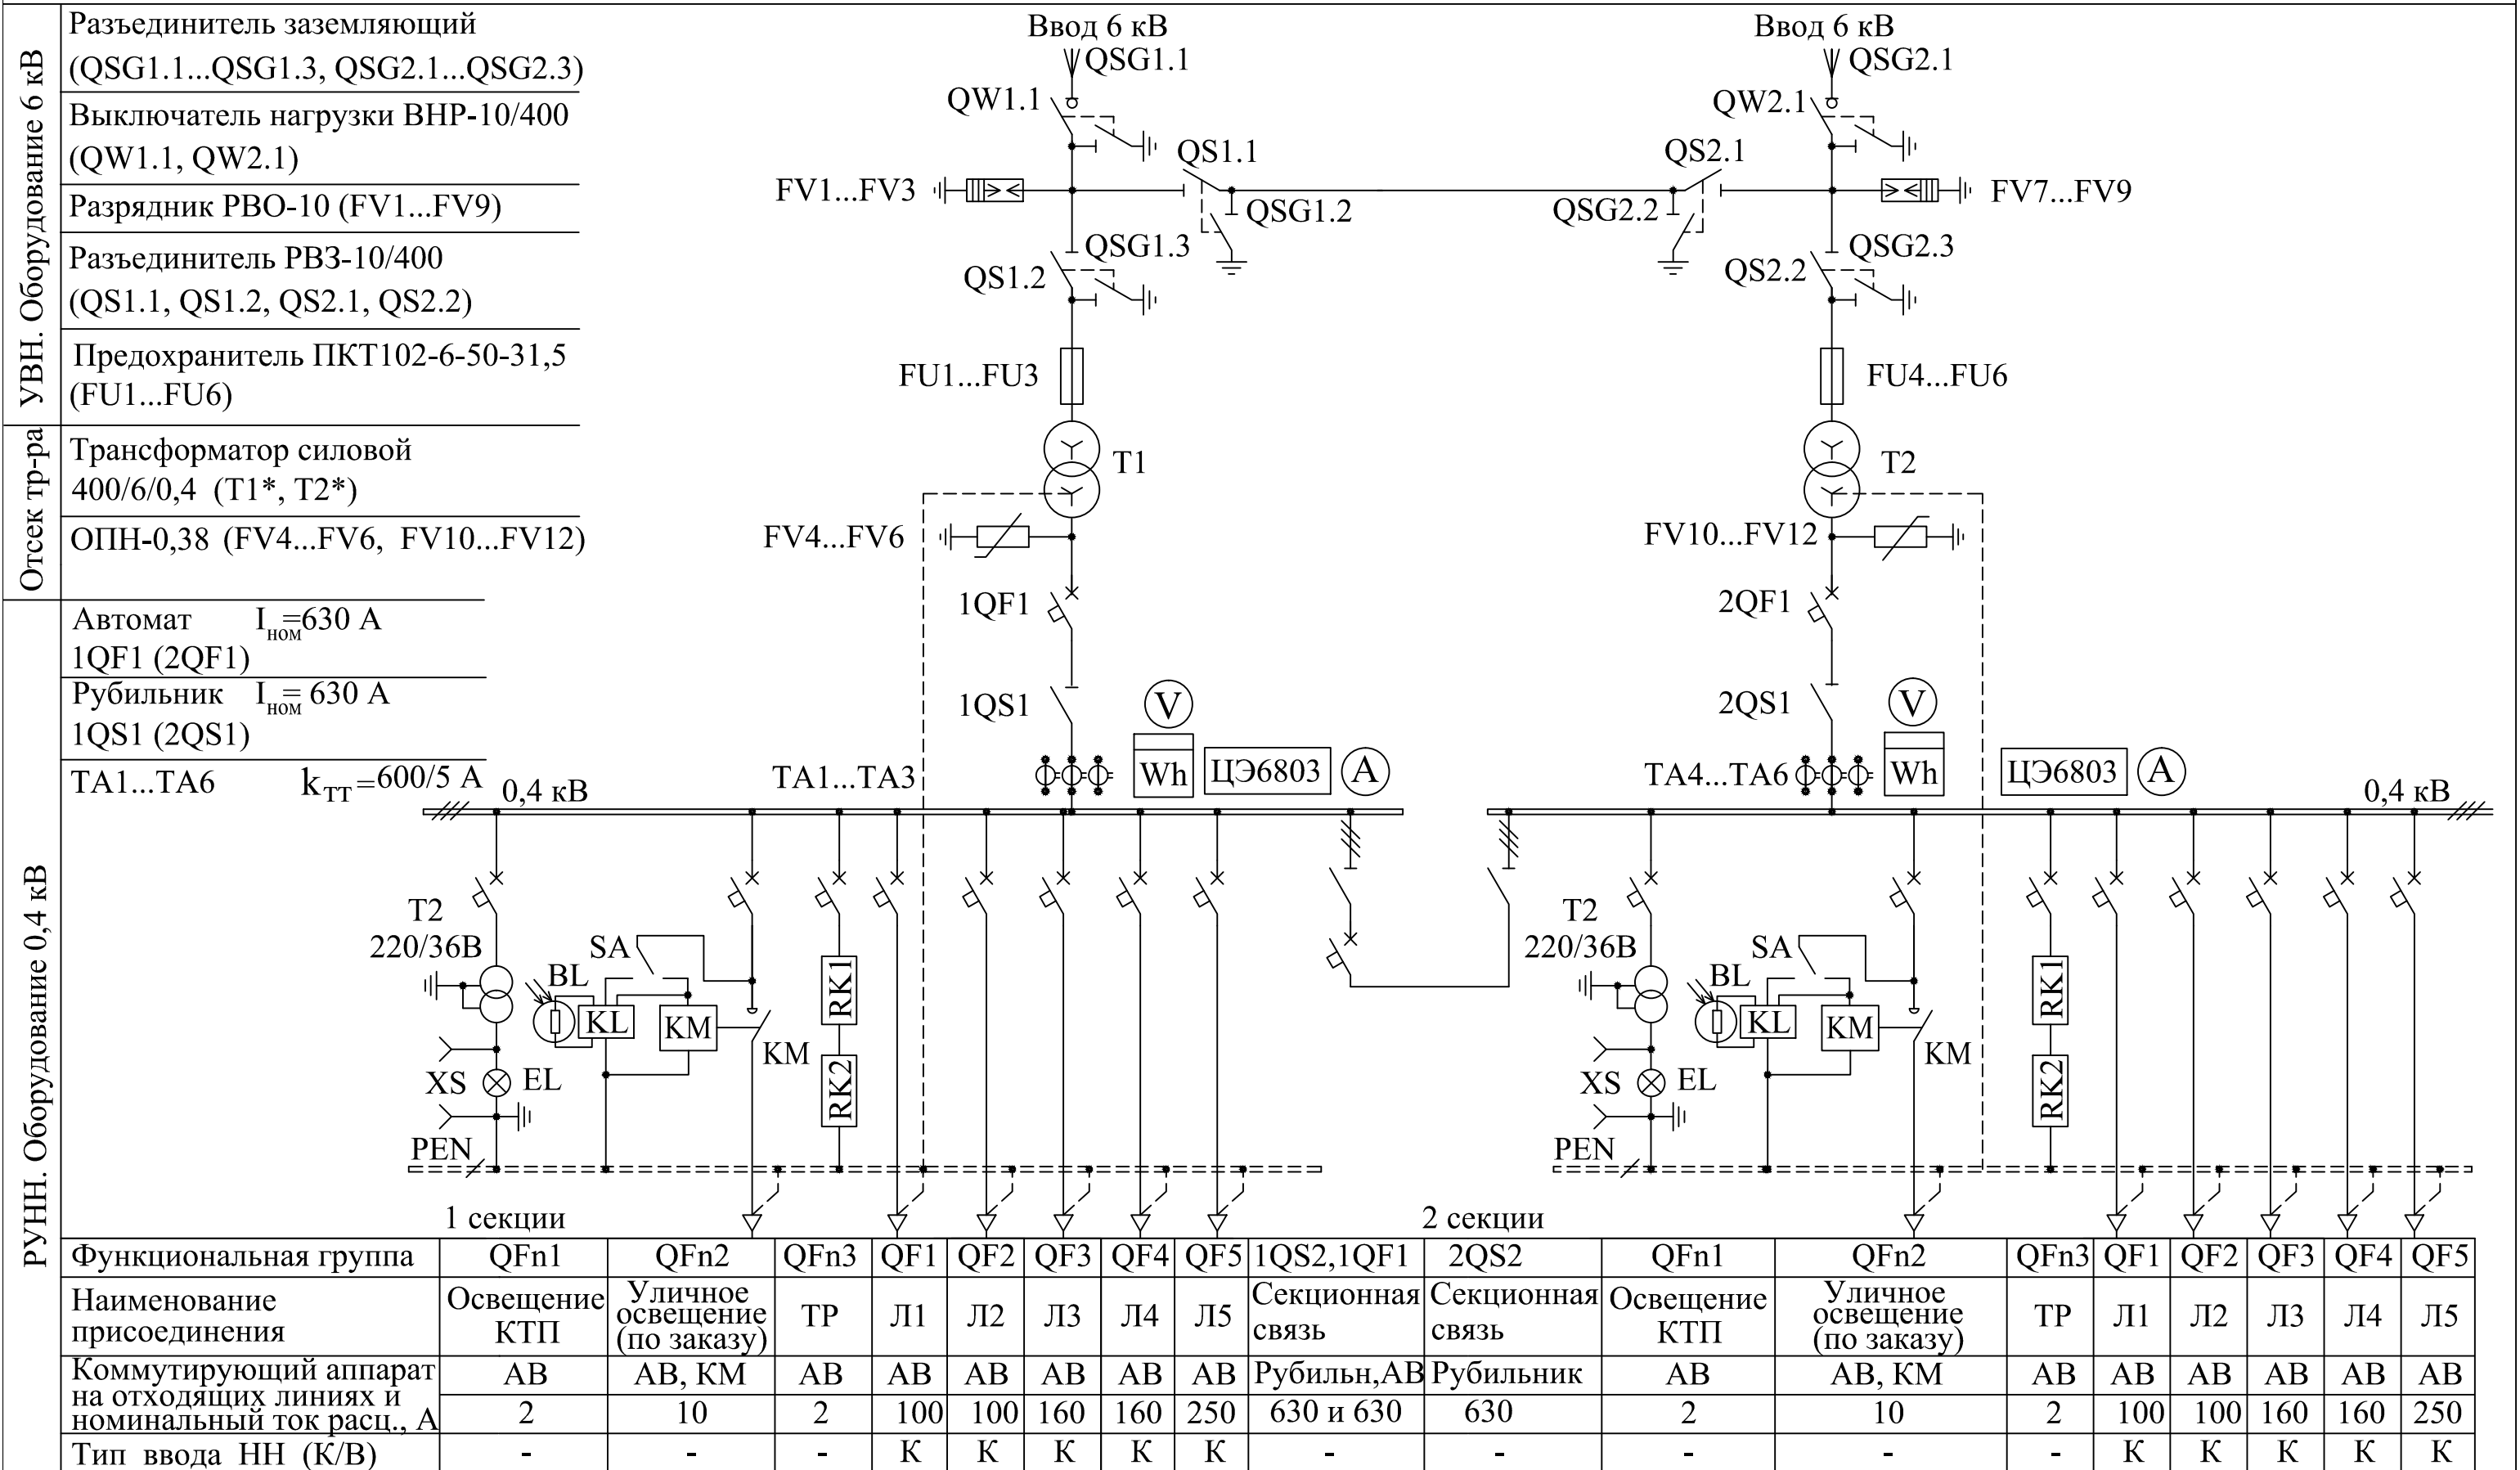 УВН. Оборудование 6 кВ
Разъединитель заземляющий
(QSG1.1...QSG1.3, QSG2.1...QSG2.3)
Выключатель нагрузки ВНР-10/400
(QW1.1, QW2.1)
Разрядник РВО-10 (FV1...FV9)
Разъединитель РВЗ-10/400
(QS1.1, QS1.2, QS2.1, QS2.2)
Предохранитель ПКТ102-6-50-31,5
(FU1...FU6)
Отсек тр-ра
Трансформатор силовой
400/6/0,4 (Т1*, Т2*)
ОПН-0,38 (FV4...FV6, FV10...FV12)
РУНН. Оборудование 0,4 кВ
Автомат Iном=630 А
1QF1 (2QF1)
Рубильник Iном= 630 А
1QS1 (2QS1)
ТА1...ТА6 kТТ=600/5 А
Ввод 6 кВ
QSG1.1
QW1.1
QS1.1
FV1...FV3
QSG1.2
QSG1.3
QS1.2
FU1...FU3
Т1
FV4...FV6
1QF1
1QS1
V
Wh
ЦЭ6803
A
ТА1...ТА3
0,4 кВ
Ввод 6 кВ
QSG2.1
QW2.1
QS2.1
FV7...FV9
QSG2.2
QSG2.3
QS2.2
FU4...FU6
Т2
FV10...FV12
2QF1
2QS1
V
Wh
ЦЭ6803
A
ТА4...ТА6
0,4 кВ
Т2
220/36В
SA
BL
KL
KM
KM
RK1
RK2
XS
EL
PEN
1 секции
Т2
220/36В
SA
BL
KL
KM
KM
RK1
RK2
XS
EL
PEN
2 секции
Функциональная группа QFn1 QFn2 QFn3 QF1 QF2 QF3 QF4 QF5 1QS2,1QF1 2QS2 QFn1 QFn2 QFn3 QF1 QF2 QF3 QF4 QF5
Наименование
присоединения
Освещение
КТП
Уличное
освещение
(по заказу)
ТР Л1 Л2 Л3 Л4 Л5
Секционная
связь
Секционная
связь
Освещение
КТП
Уличное
освещение
(по заказу)
ТР Л1 Л2 Л3 Л4 Л5
Коммутирующий аппарат
на отходящих линиях и
номинальный ток расц., А
АВ АВ, КМ АВ АВ АВ АВ АВ АВ Рубильн,АВ Рубильник АВ АВ, КМ АВ АВ АВ АВ АВ АВ
2 10 2 100 100 160 160 250 630 и 630 630 2 10 2 100 100 160 160 250
Тип ввода НН (К/В) - - - К К К К К - - - - - К К К К К